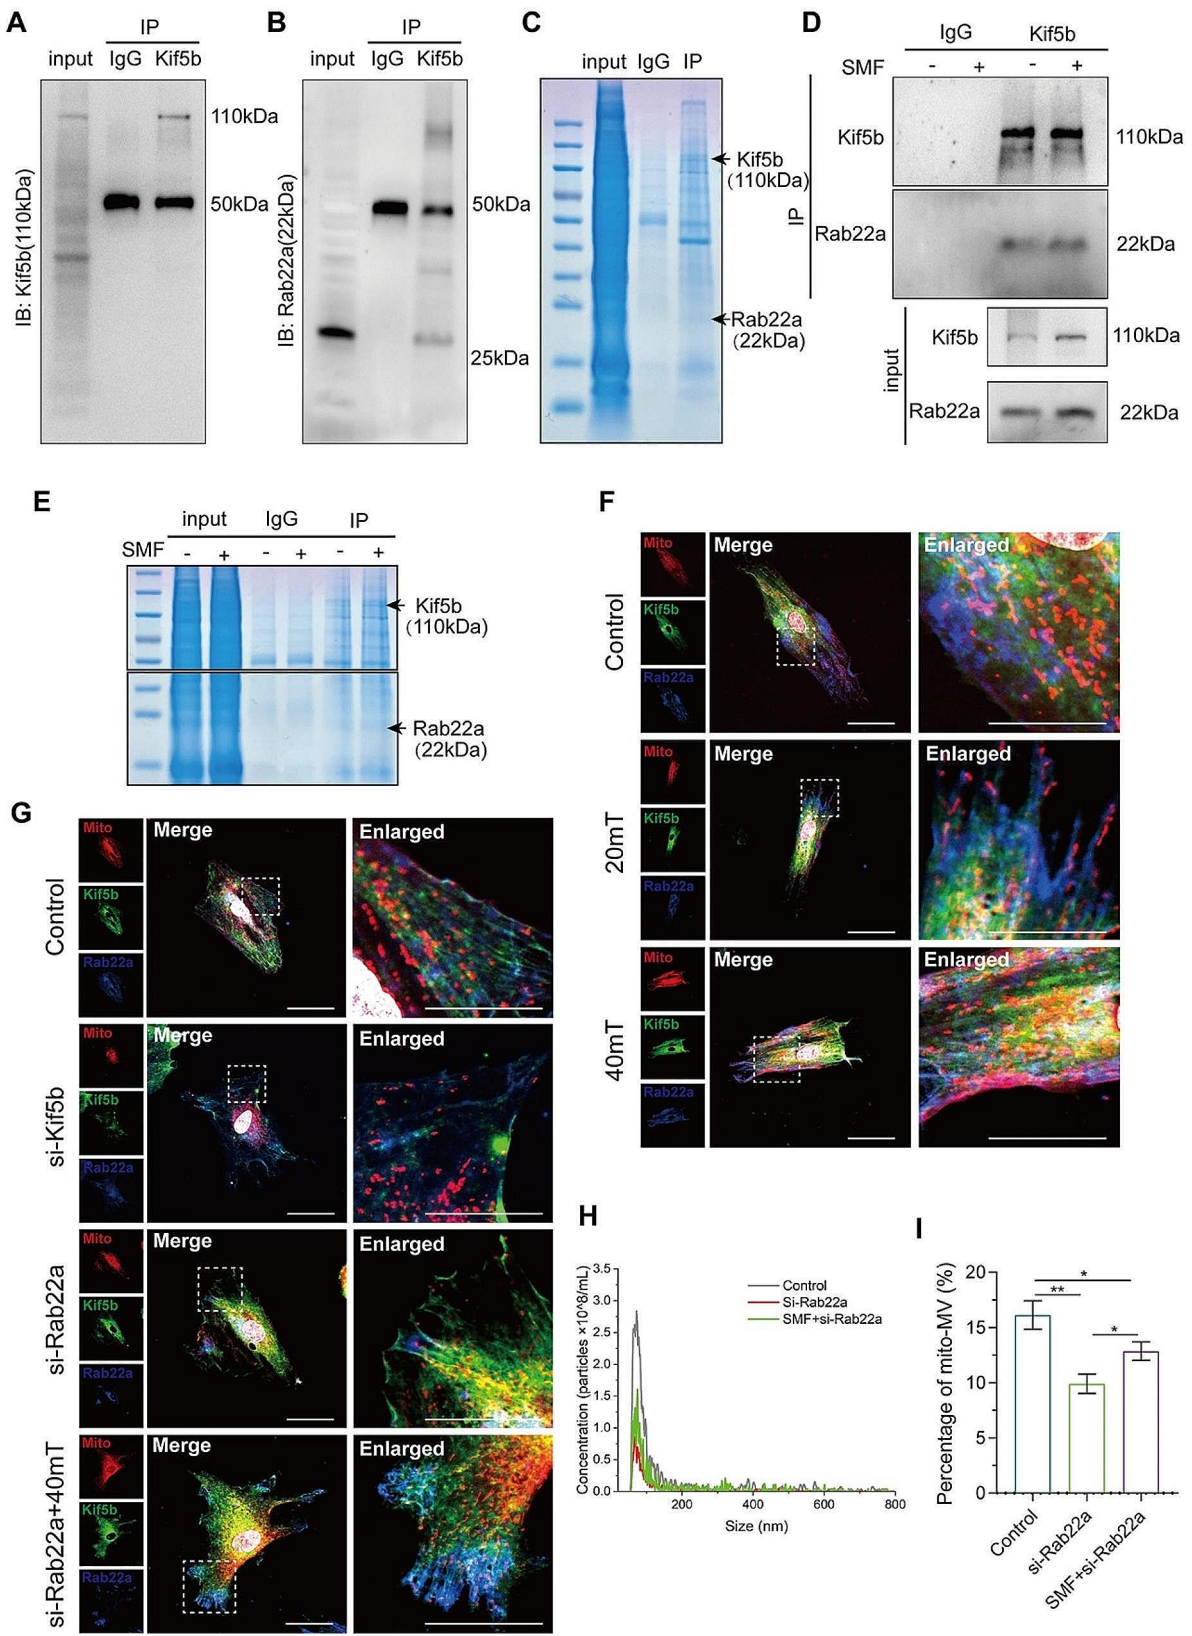 A
IP
input IgG Kif5b
IB: Kif5b(110kDa)
110kDa
50kDa
B
IP
input IgG Kif5b
IB: Rab22a(22kDa)
50kDa
25kDa
C
input IgG IP
Kif5b
(110kDa)
Rab22a
(22kDa)
D
IgG Kif5b
SMF - + - +
IP
Kif5b 110kDa
Rab22a 22kDa
input
Kif5b 110kDa
Rab22a 22kDa
E
input IgG IP
SMF - + - + - +
Kif5b
(110kDa)
Rab22a
(22kDa)
F
Control
Mito
Kif5b
Rab22a
Merge
Enlarged
20mT
Mito
Kif5b
Rab22a
Merge
Enlarged
40mT
Mito
Kif5b
Rab22a
Merge
Enlarged
G
Control
Mito
Kif5b
Rab22a
Merge
Enlarged
si-Kif5b
Mito
Kif5b
Rab22a
Merge
Enlarged
si-Rab22a
Mito
Kif5b
Rab22a
Merge
Enlarged
si-Rab22a+40mT
Mito
Kif5b
Rab22a
Merge
Enlarged
H
Concentration (particles ×10^8/mL)
3.5
3.0
2.5
2.0
1.5
1.0
0.5
0.0
200 400 600 800
Size (nm)
Control
Si-Rab22a
SMF+si-Rab22a
I
Percentage of mito-MV (%)
20
15
10
5
0
*
**
*
Control
si-Rab22a
SMF+si-Rab22a